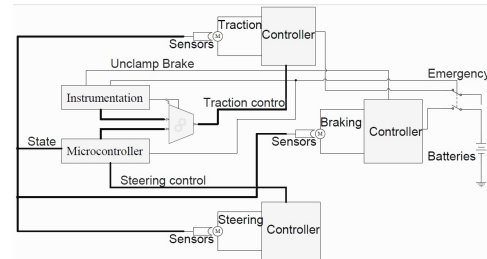 Traction
Controller
M
Sensors
Unclamp Brake
Emergency
Instrumentation
Traction control
Braking
Controller
M
Sensors
State
Microcontroller
Batteries
Steering control
Steering
Controller
M
Sensors